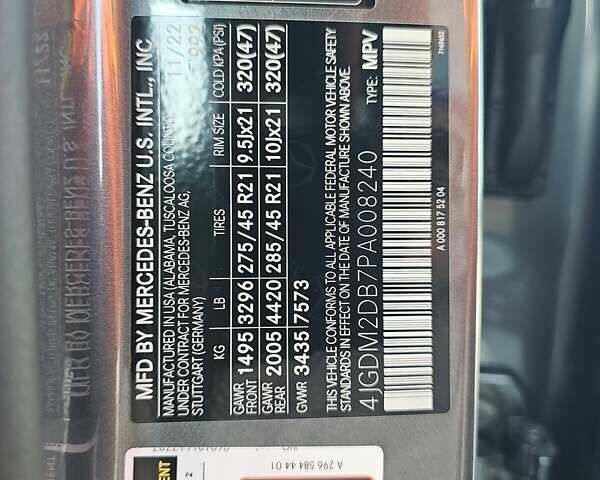 MFD BY MERCEDES-BENZ U.S. INTL., INC.
MANUFACTURED IN USA (ALABAMA, TUSCALOOSA COUNTY) 11/22
UNDER CONTRACT FOR MERCEDES-BENZ AG, 922
STUTTGART (GERMANY)
KG LB TIRES RIM SIZE COLD KPA (PSI)
GAWR FRONT 1495 3296 275/45 R21 9.5Jx21 320(47)
GAWR REAR 2005 4420 285/45 R21 10Jx21 320(47)
GVWR 3435 7573
THIS VEHICLE CONFORMS TO ALL APPLICABLE FEDERAL MOTOR VEHICLE SAFETY
STANDARDS IN EFFECT ON THE DATE OF MANUFACTURE SHOWN ABOVE.
4JGDM2DB7PA008240 TYPE: MPV
A 000 817 52 04
A 296 584 44 01